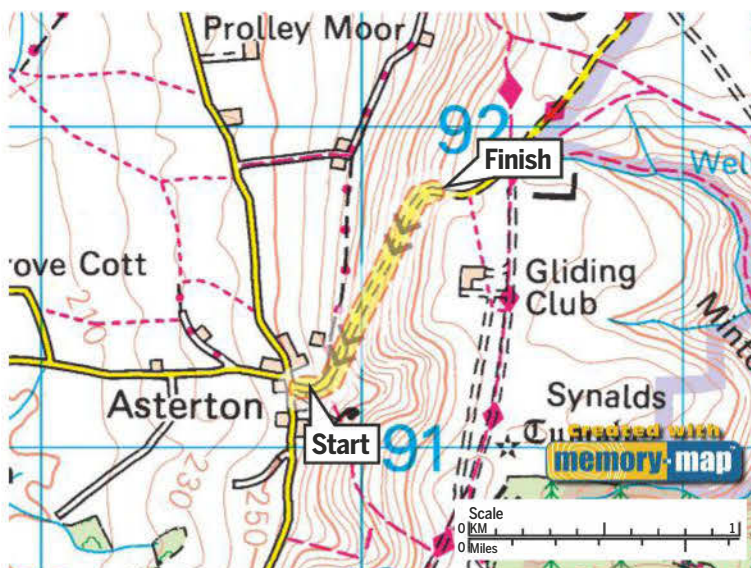 Prolley Moor
92
Finish
Wel
ove Cott
Gliding
Club
210
Minto
Asterton
Start
91
Synalds
230
250
Created with
memory-map
Scale
0 KM 1
0 Miles